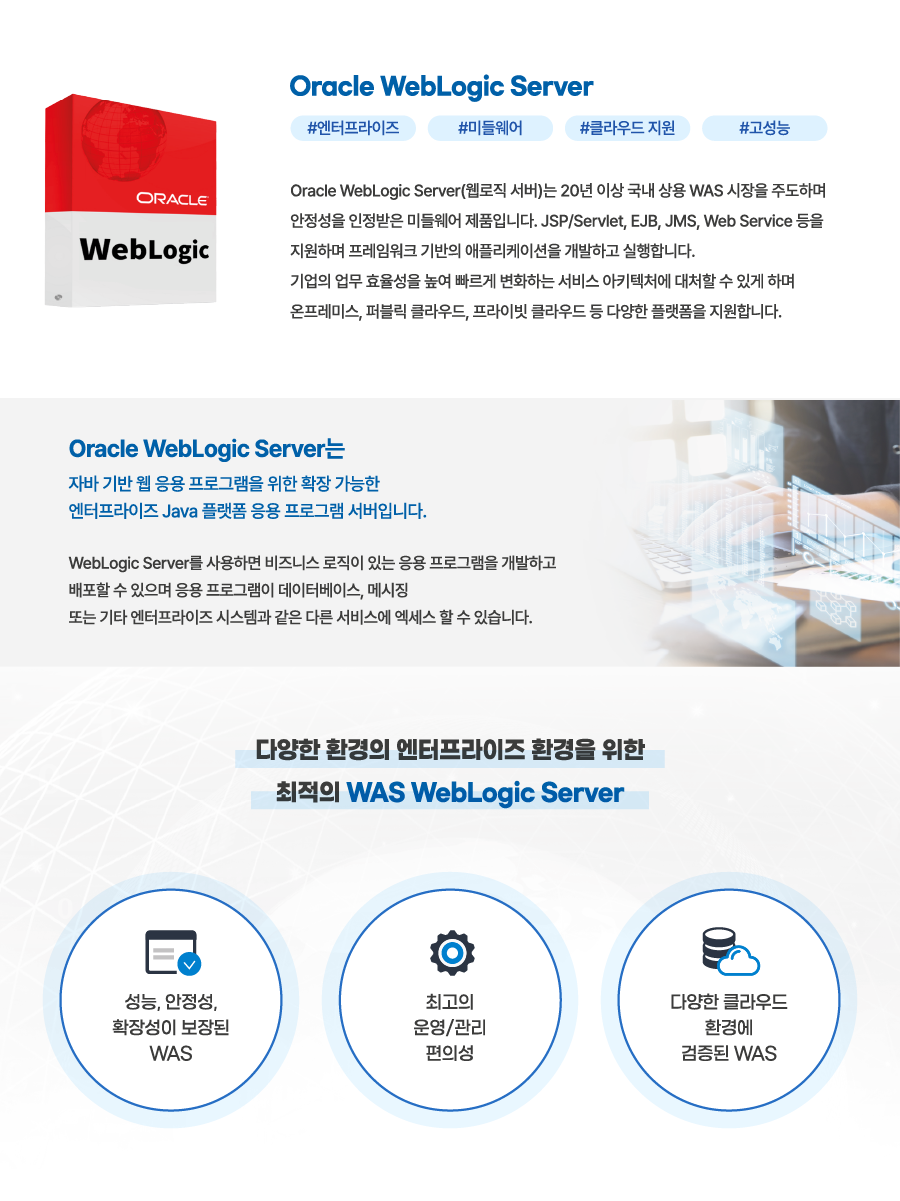 ORACLE
WebLogic
Oracle WebLogic Server
#엔터프라이즈 #미들웨어 #클라우드 지원 #고성능
Oracle WebLogic Server(웹로직 서버)는 20년 이상 국내 상용 WAS 시장을 주도하며
안정성을 인정받은 미들웨어 제품입니다. JSP/Servlet, EJB, JMS, Web Service 등을
지원하며 프레임워크 기반의 애플리케이션을 개발하고 실행합니다.
기업의 업무 효율성을 높여 빠르게 변화하는 서비스 아키텍처에 대처할 수 있게 하며
온프레미스, 퍼블릭 클라우드, 프라이빗 클라우드 등 다양한 플랫폼을 지원합니다.
Oracle WebLogic Server는
자바 기반 웹 응용 프로그램을 위한 확장 가능한
엔터프라이즈 Java 플랫폼 응용 프로그램 서버입니다.
WebLogic Server를 사용하면 비즈니스 로직이 있는 응용 프로그램을 개발하고
배포할 수 있으며 응용 프로그램이 데이터베이스, 메시징
또는 기타 엔터프라이즈 시스템과 같은 다른 서비스에 엑세스 할 수 있습니다.
다양한 환경의 엔터프라이즈 환경을 위한
최적의 WAS WebLogic Server
성능, 안정성,
확장성이 보장된
WAS
최고의
운영/관리
편의성
다양한 클라우드
환경에
검증된 WAS